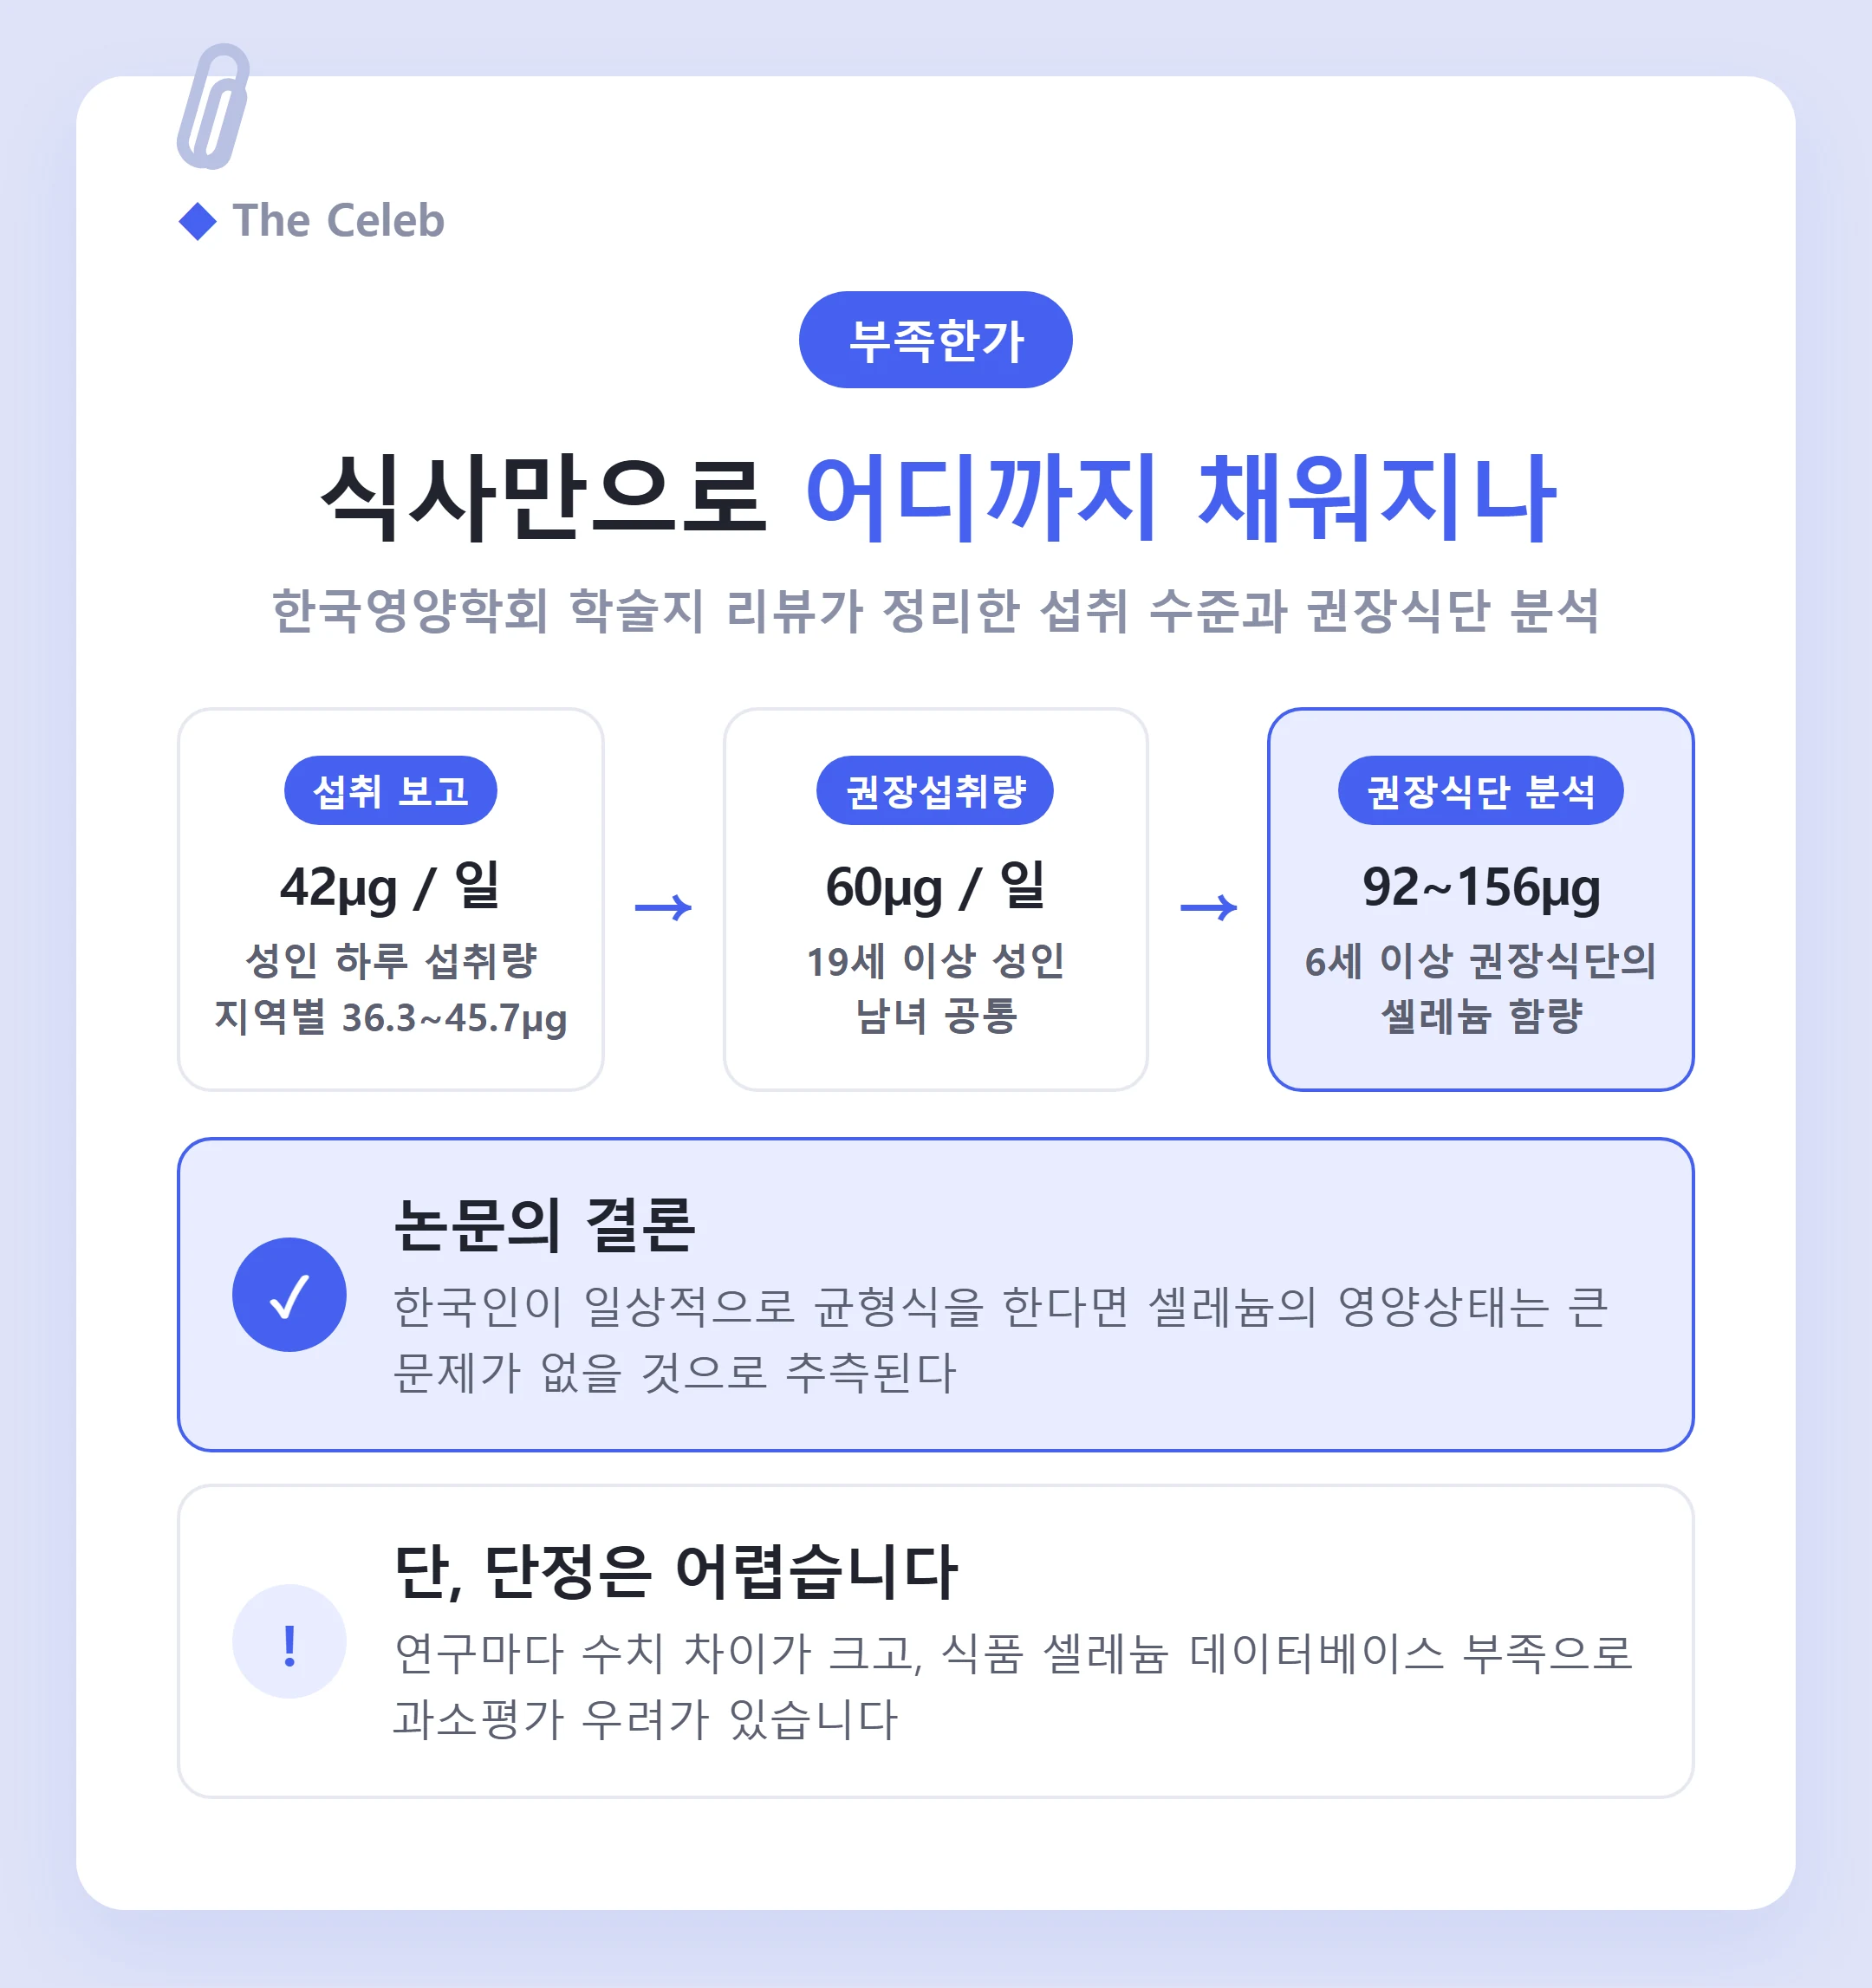 The Celeb
부족한가
식사만으로 어디까지 채워지나
한국영양학회 학술지 리뷰가 정리한 섭취 수준과 권장식단 분석
섭취 보고
42µg / 일
성인 하루 섭취량
지역별 36.3~45.7µg
→
권장섭취량
60µg / 일
19세 이상 성인
남녀 공통
→
권장식단 분석
92~156µg
6세 이상 권장식단의
셀레늄 함량
논문의 결론
한국인이 일상적으로 균형식을 한다면 셀레늄의 영양상태는 큰
문제가 없을 것으로 추측된다
!
단, 단정은 어렵습니다
연구마다 수치 차이가 크고, 식품 셀레늄 데이터베이스 부족으로
과소평가 우려가 있습니다